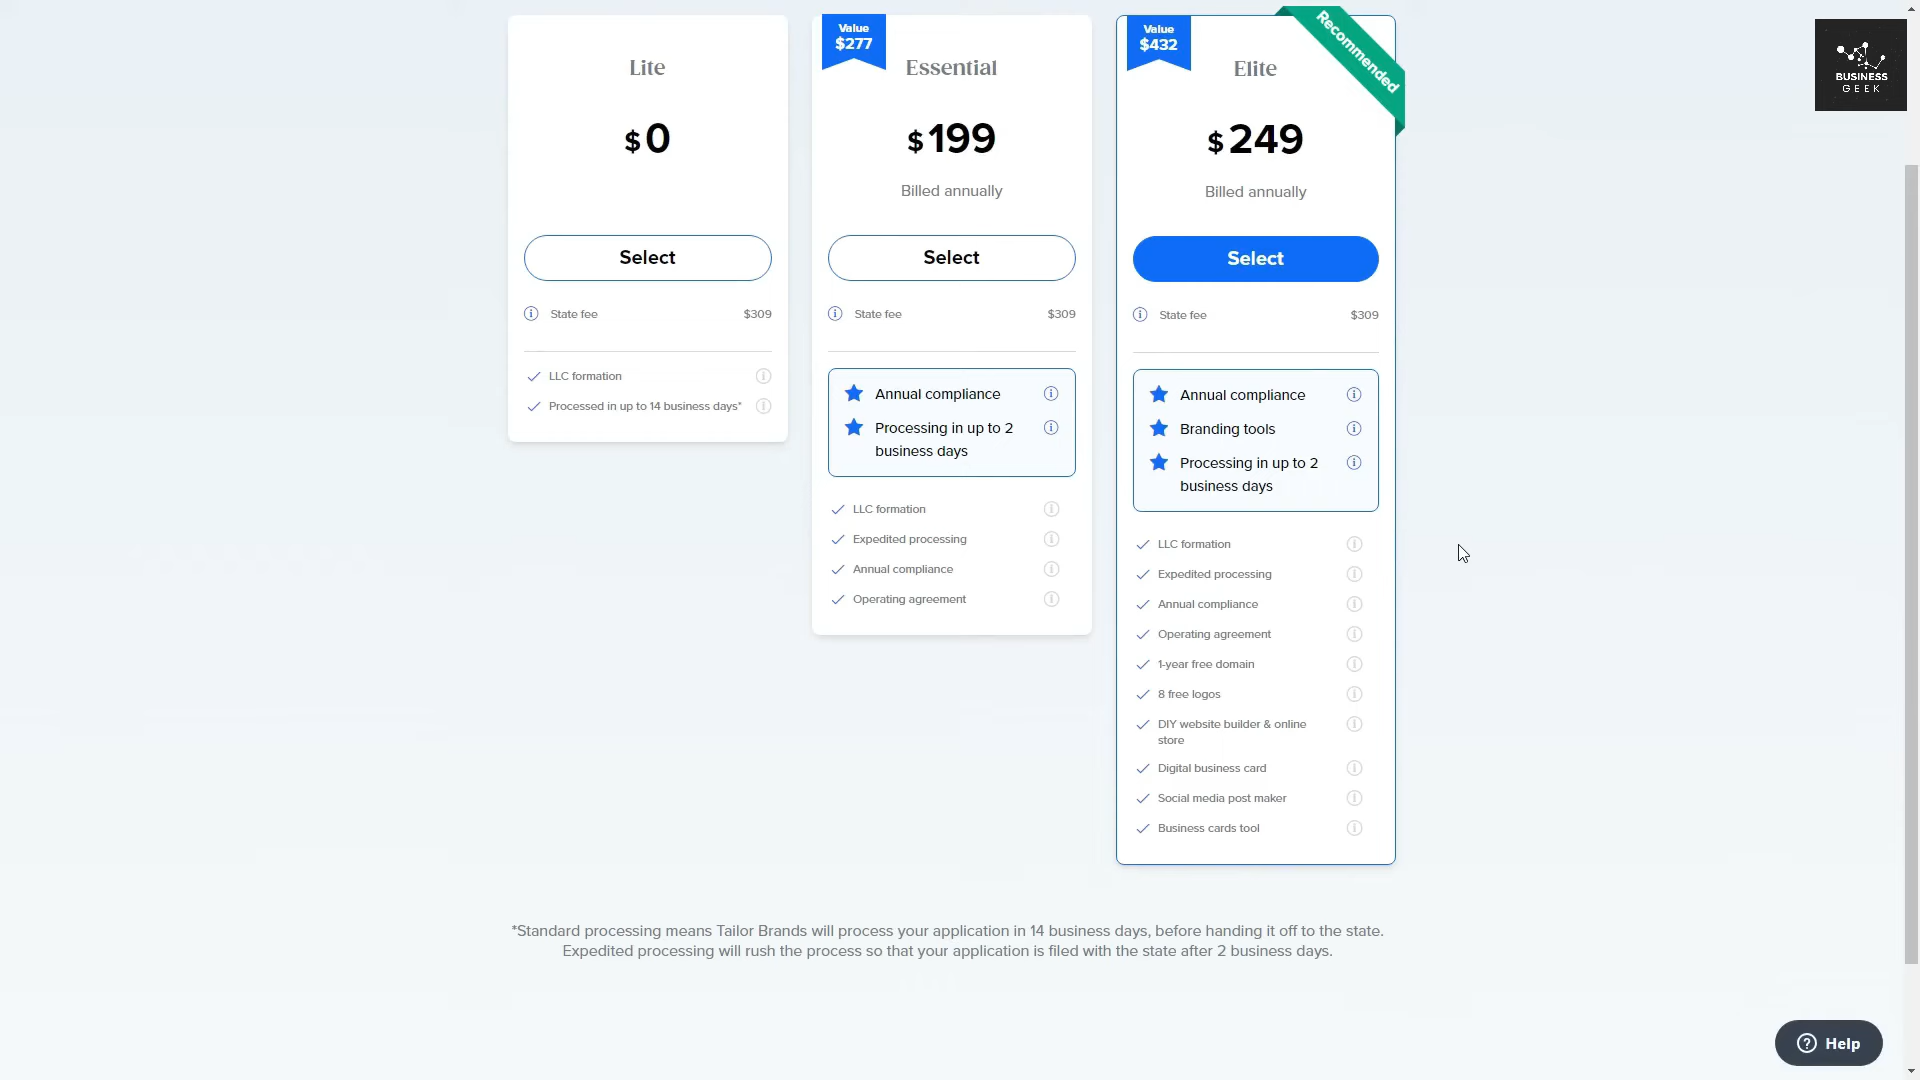 Lite
$0
Select
State fee $309
LLC formation
Processed in up to 14 business days*
Value
$277
Essential
$199
Billed annually
Select
State fee $309
Annual compliance
Processing in up to 2
business days
LLC formation
Expedited processing
Annual compliance
Operating agreement
Value
$432
Recommended
Elite
$249
Billed annually
Select
State fee $309
Annual compliance
Branding tools
Processing in up to 2
business days
LLC formation
Expedited processing
Annual compliance
Operating agreement
1-year free domain
8 free logos
DIY website builder & online
store
Digital business card
Social media post maker
Business cards tool
*Standard processing means Tailor Brands will process your application in 14 business days, before handing it off to the state.
Expedited processing will rush the process so that your application is filed with the state after 2 business days.
BUSINESS
GEEK
Help